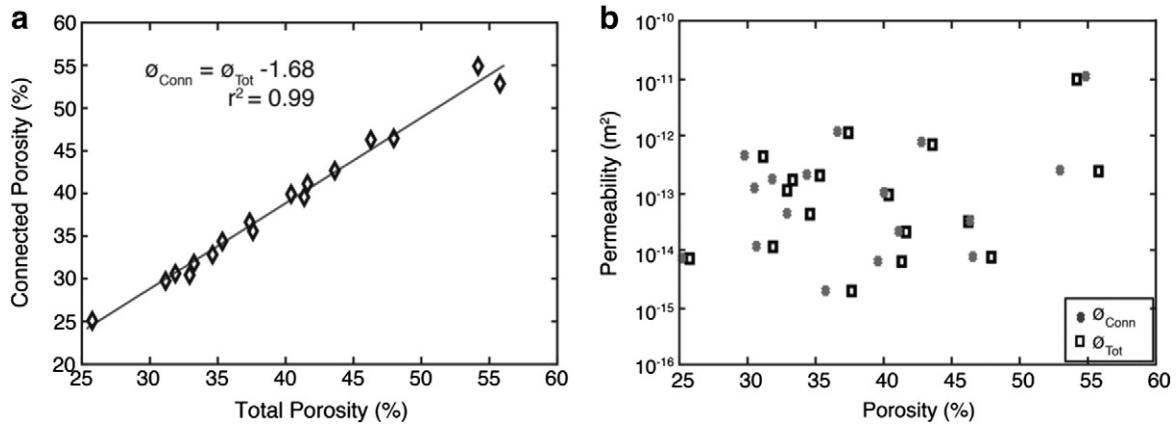 a
60
55
50
45
40
35
30
25
20
25 30 35 40 45 50 55 60
Connected Porosity (%)
Total Porosity (%)
ø_Conn = ø_Tot -1.68
r² = 0.99
b
10⁻¹⁰
10⁻¹¹
10⁻¹²
10⁻¹³
10⁻¹⁴
10⁻¹⁵
10⁻¹⁶
25 30 35 40 45 50 55 60
Permeability (m²)
Porosity (%)
ø_Conn
ø_Tot